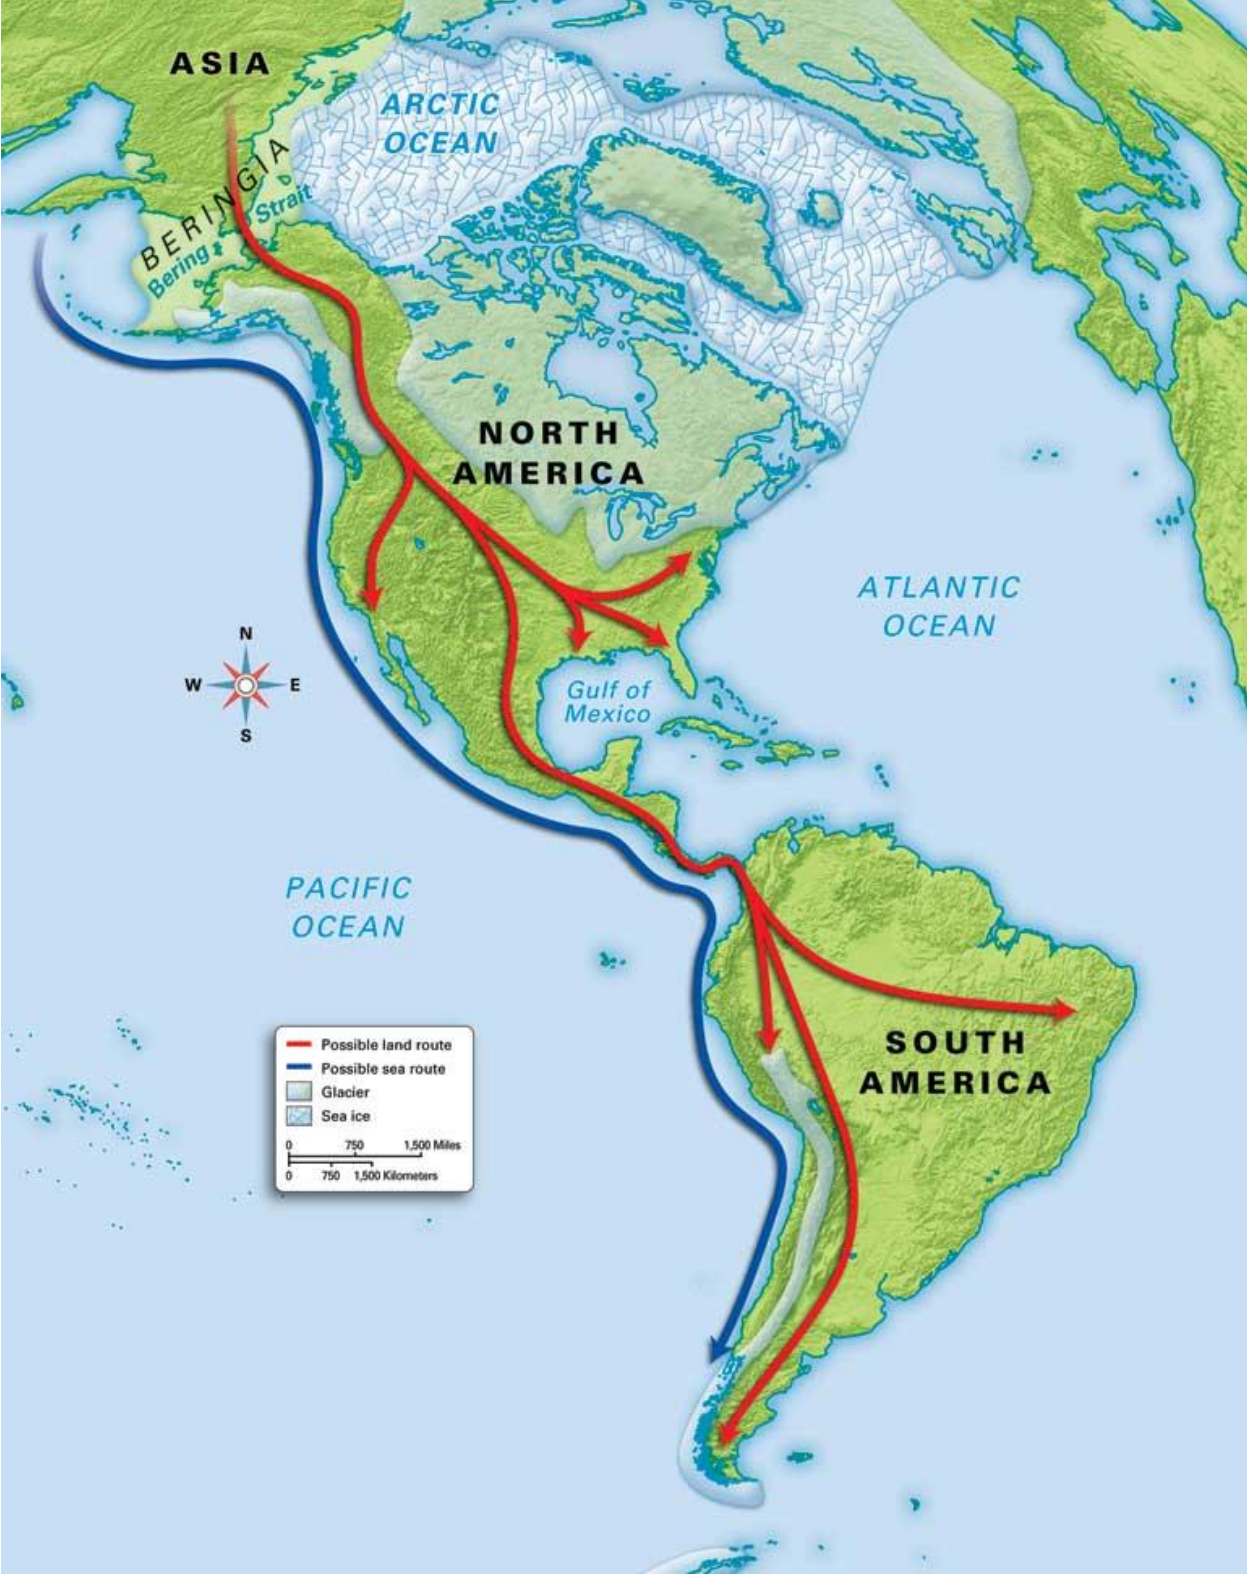 ASIA
ARCTIC
OCEAN
BERINGIA
Bering Strait
NORTH
AMERICA
ATLANTIC
OCEAN
N
W E
S
Gulf of
Mexico
PACIFIC
OCEAN
SOUTH
AMERICA
Possible land route
Possible sea route
Glacier
Sea ice
0 750 1,500 Miles
0 750 1,500 Kilometers